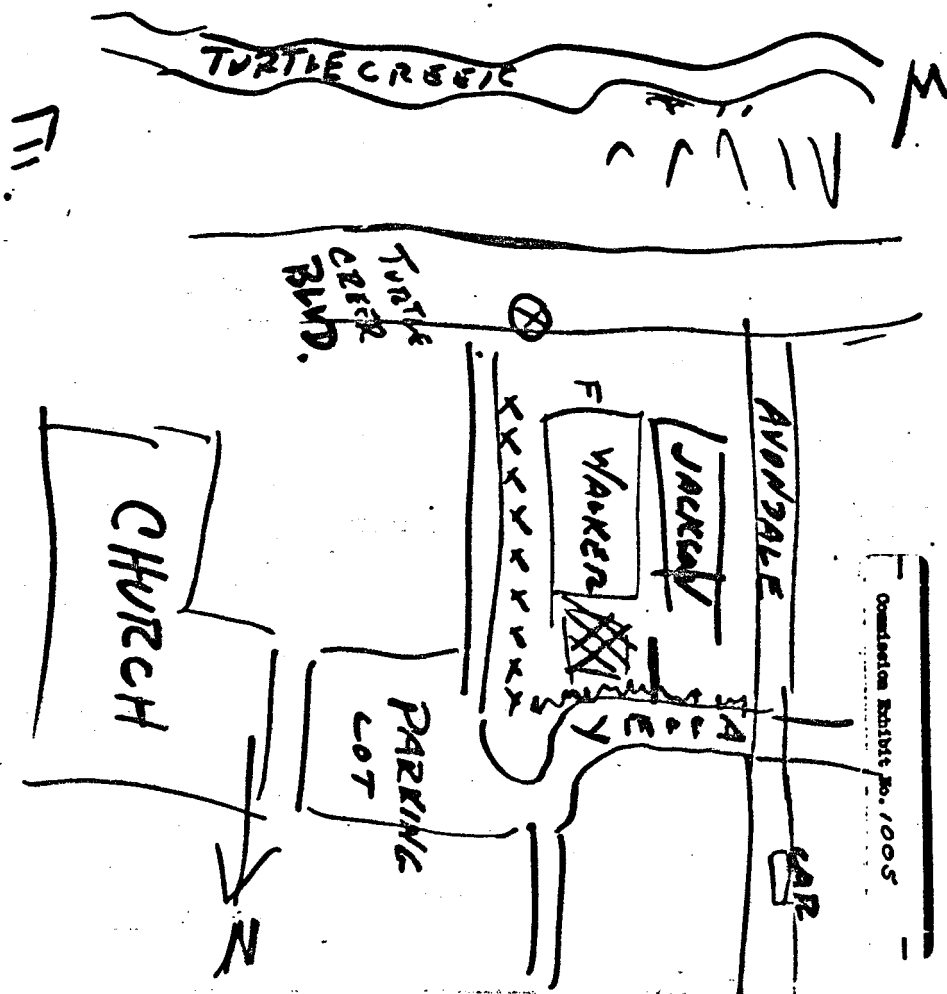 TURTLE CREEK
TURTLE
CREEK
BLVD.
F
WALKER
JACKSON
AVONDALE
X X X X X X X X X
ALLEY
CHURCH
PARKING
LOT
CAR
N
Commission Exhibit No. 1005